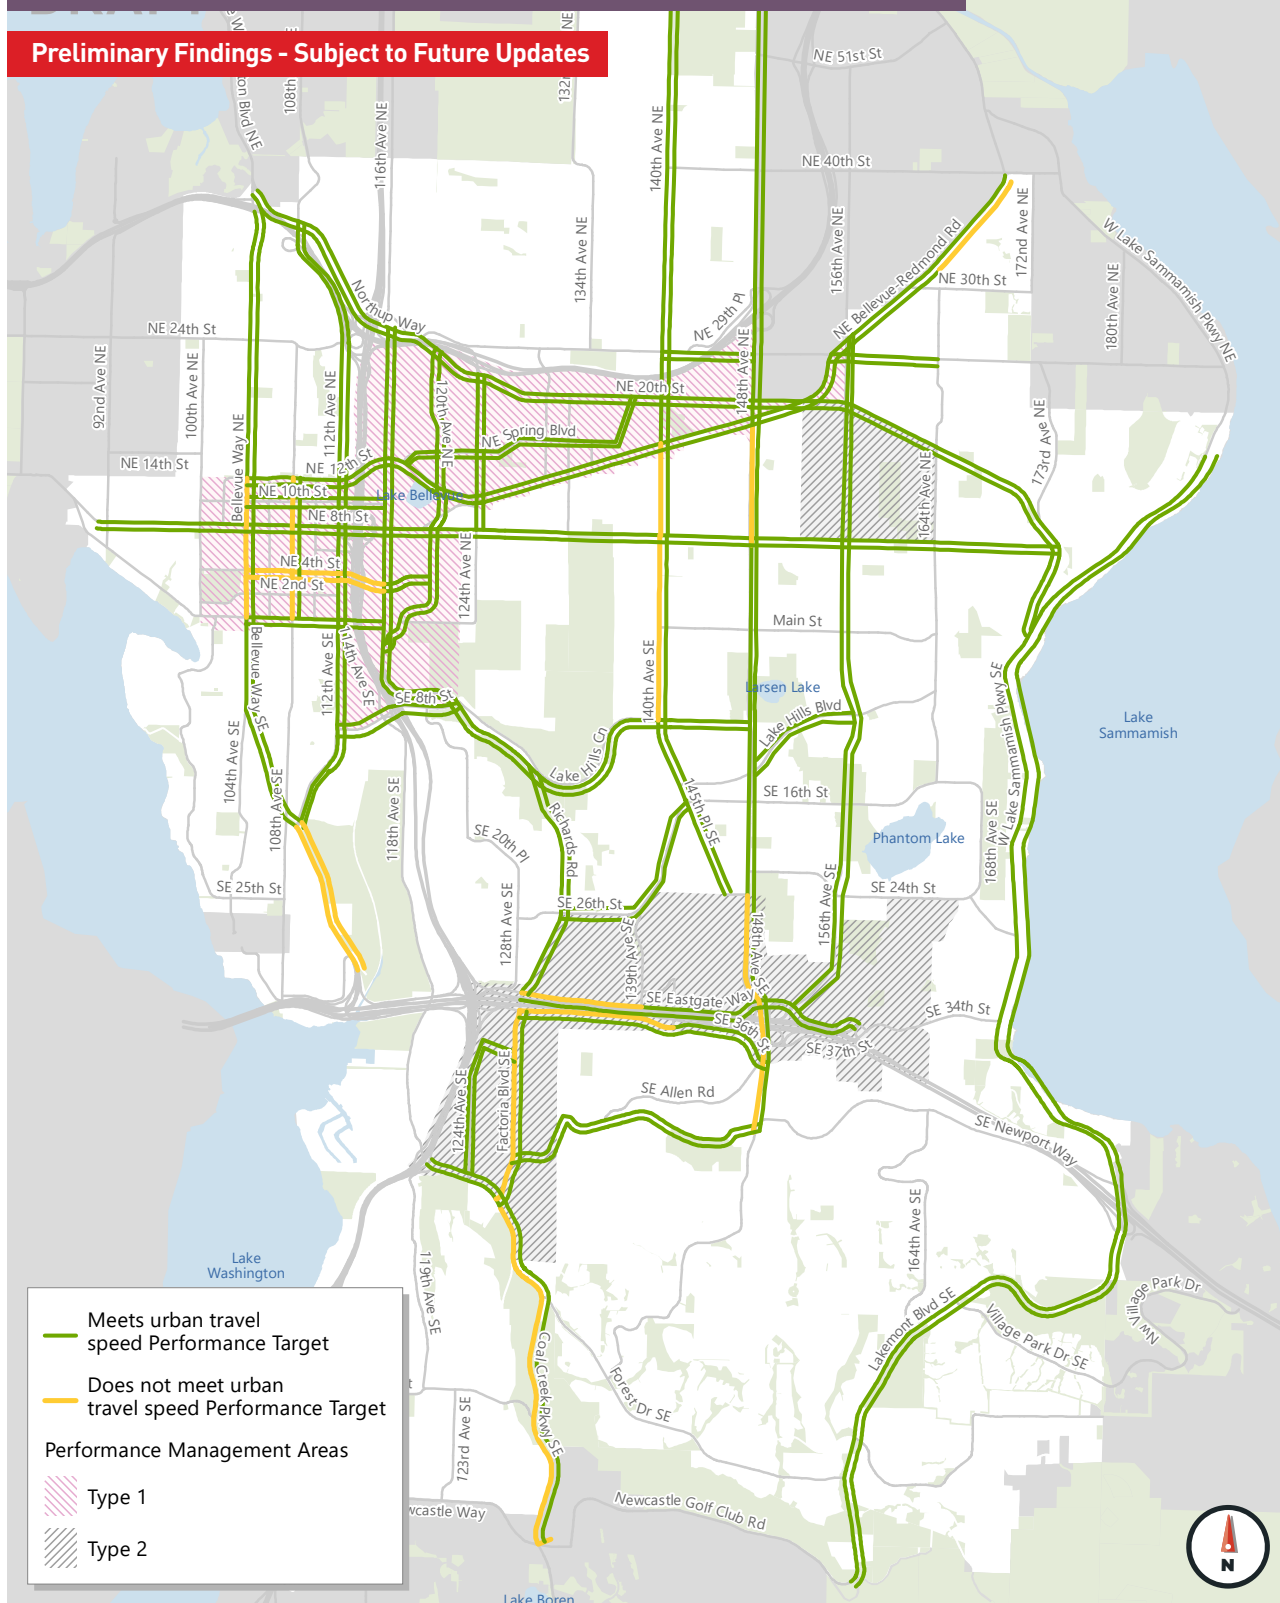 Preliminary Findings - Subject to Future Updates
NE 51st St
132n
NE
108th
ton Blvd NE
116th Ave NE
140th Ave NE
NE 40th St
172nd Ave NE
W Lake Sammamish Pkwy NE
134th Ave NE
156th Ave NE
NE Bellevue-Redmond Rd
NE 30th St
180th Ave NE
Northup Way
NE 29th Pl
NE 24th St
148th Ave NE
92nd Ave NE
100th Ave NE
112th Ave NE
120th Ave NE
NE 20th St
Bellevue Way NE
NE Spring Blvd
173rd Ave NE
NE 14th St
NE 12th St
164th Ave NE
NE 10th St
Lake Bellevue
NE 8th St
NE 4th St
NE 2nd St
124th Ave NE
Main St
Bellevue Way SE
112th Ave SE
114th Ave SE
140th Ave SE
Larsen Lake
SE 8th St
Lake Hills Blvd
W Lake Sammamish Pkwy SE
Lake
Sammamish
104th Ave SE
Lake Hills Cn
108th Ave SE
118th Ave SE
145th Pl SE
SE 16th St
Richards Rd
SE 20th Pl
Phantom Lake
168th Ave SE
SE 25th St
SE 24th St
128th Ave SE
SE 26th St
139th Ave SE
148th Ave SE
156th Ave SE
SE Eastgate Way
SE 34th St
SE 36th St
SE 37th St
124th Ave SE
Factoria Blvd SE
SE Allen Rd
SE Newport Way
164th Ave SE
Lake
Washington
119th Ave SE
NW Village Park Dr
Lakemont Blvd SE
Village Park Dr SE
Coal Creek Pkwy SE
Forest Dr SE
123rd Ave SE
wcastle Way
Newcastle Golf Club Rd
Lake Boren
Meets urban travel
speed Performance Target
Does not meet urban
travel speed Performance Target
Performance Management Areas
Type 1
Type 2
N